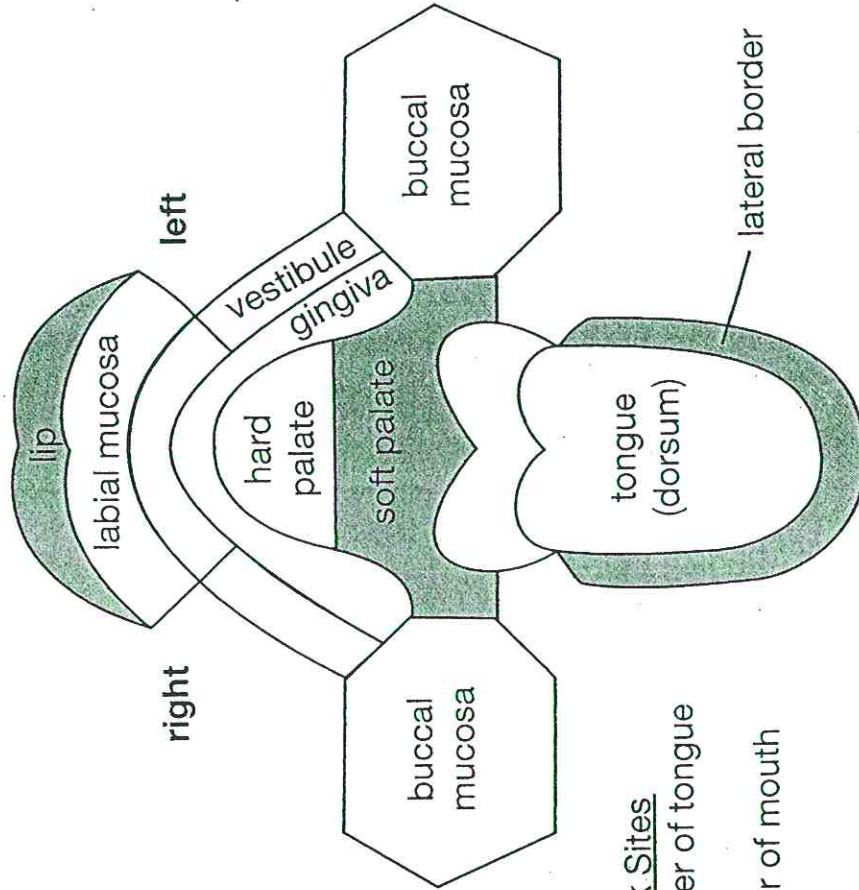 lip
labial mucosa
right
left
vestibule
gingiva
hard
palate
soft palate
buccal
mucosa
buccal
mucosa
tongue
(dorsum)
lateral border
k Sites
er of tongue
r of mouth